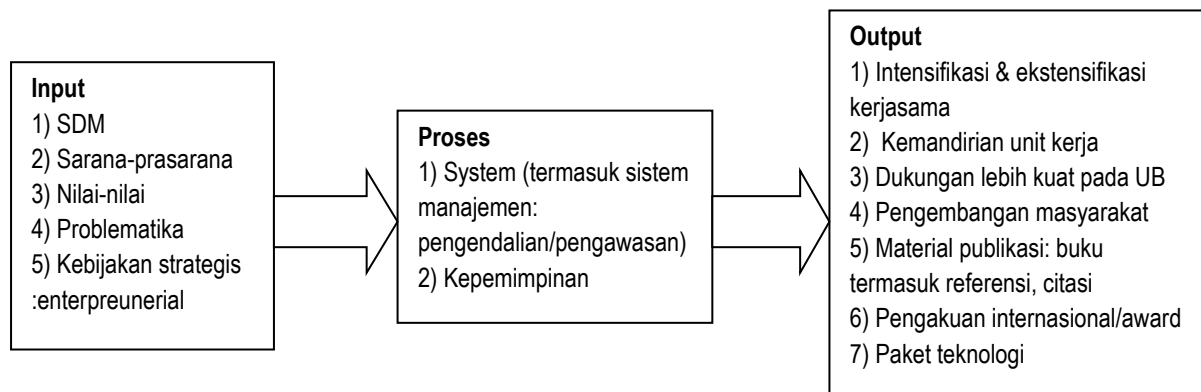 Input
1) SDM
2) Sarana-prasarana
3) Nilai-nilai
4) Problematika
5) Kebijakan strategis
:enterpreunerial
Proses
1) System (termasuk sistem
manajemen:
pengendalian/pengawasan)
2) Kepemimpinan
Output
1) Intensifikasi & ekstensifikasi
kerjasama
2) Kemandirian unit kerja
3) Dukungan lebih kuat pada UB
4) Pengembangan masyarakat
5) Material publikasi: buku
termasuk referensi, citasi
6) Pengakuan internasional/award
7) Paket teknologi